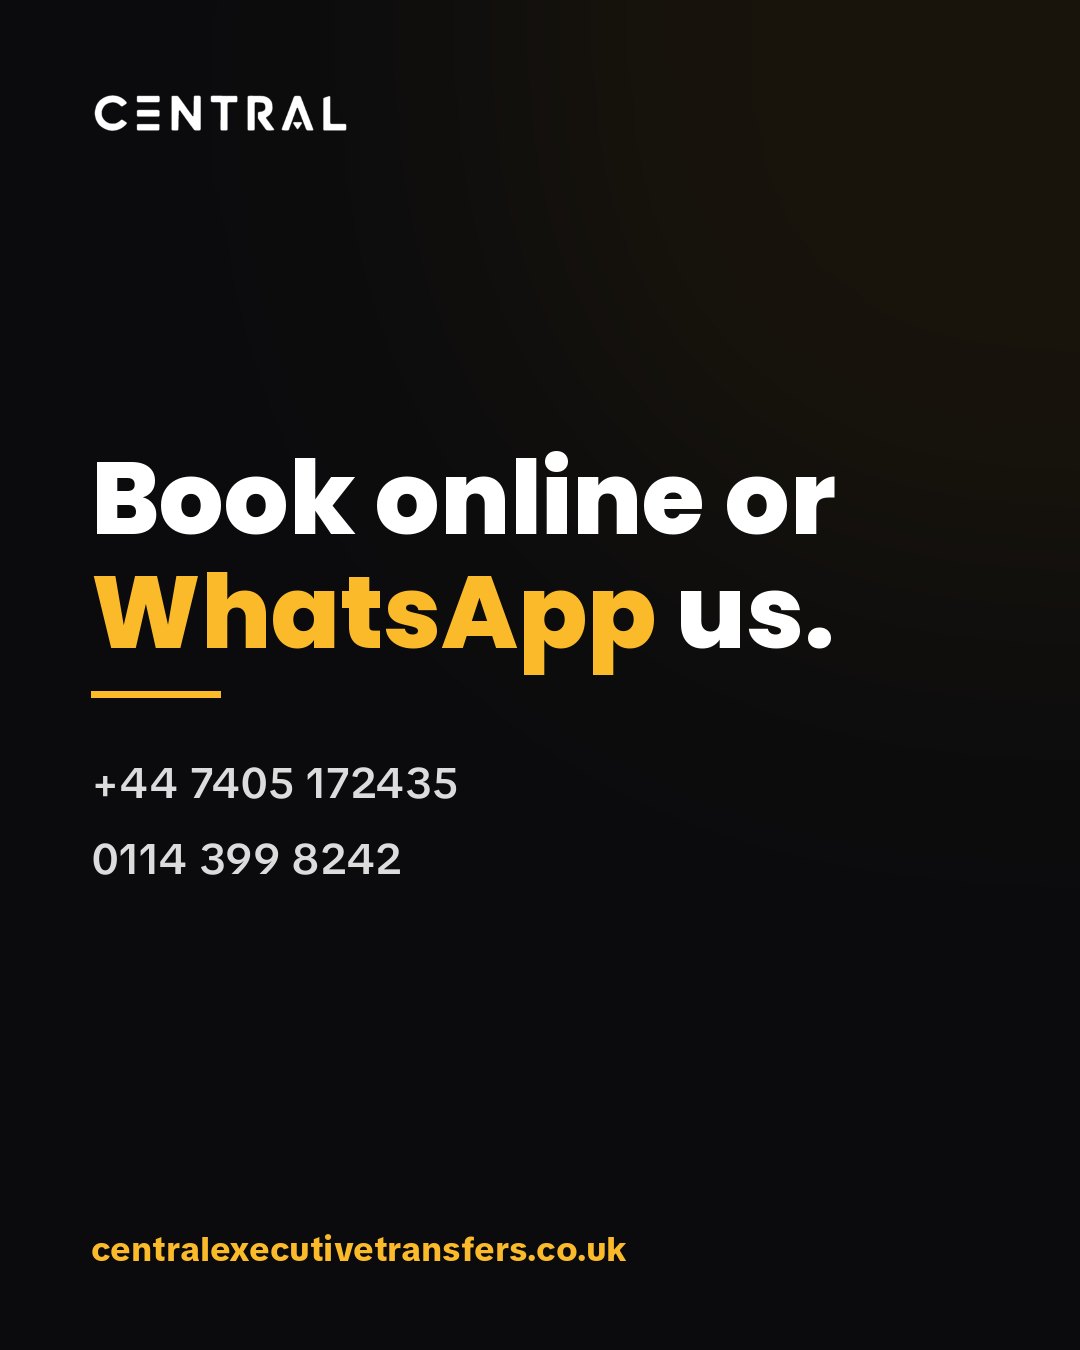 CENTRAL
Book online or
WhatsApp us.
+44 7405 172435
0114 399 8242
centralexecutivetransfers.co.uk